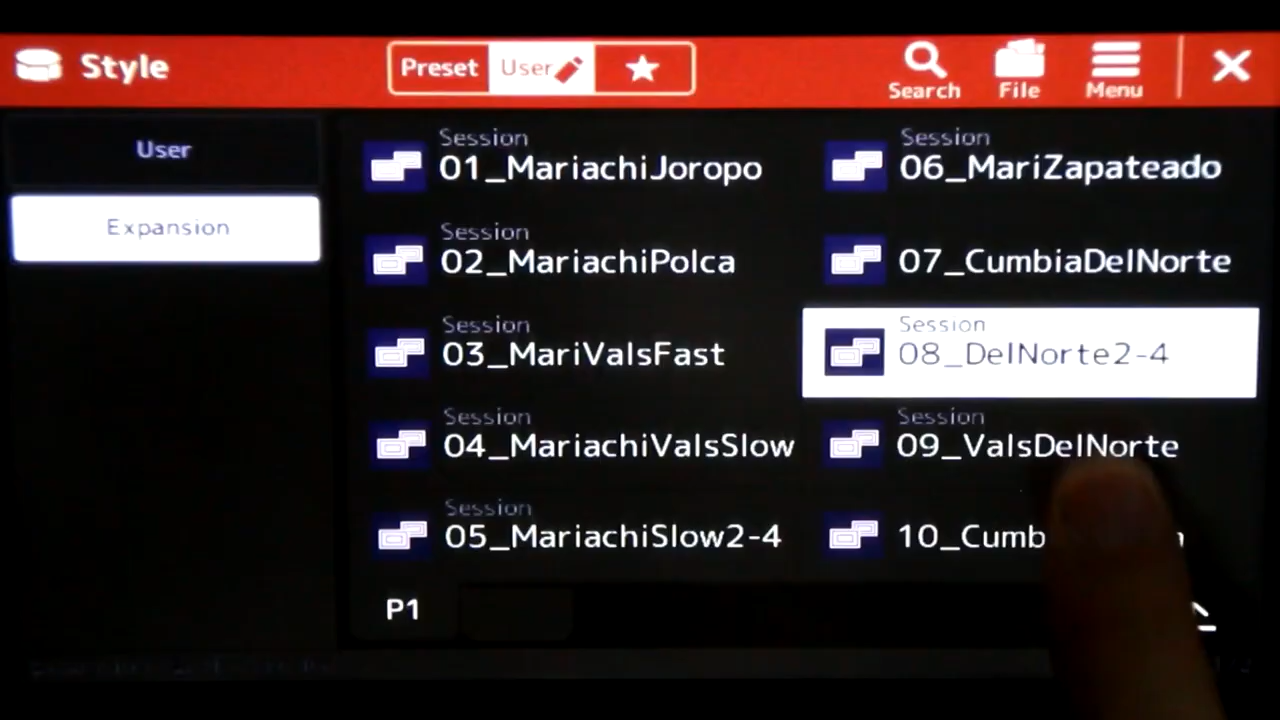 Style
Preset
User
Search
File
Menu
User
Expansion
Session
01_MariachiJoropo
Session
02_MariachiPolca
Session
03_MariValsFast
Session
04_MariachiValsSlow
Session
05_MariachiSlow2-4
Session
06_MariZapateado
07_CumbiaDelNorte
Session
08_DelNorte2-4
Session
09_ValsDelNorte
10_Cumb
P1